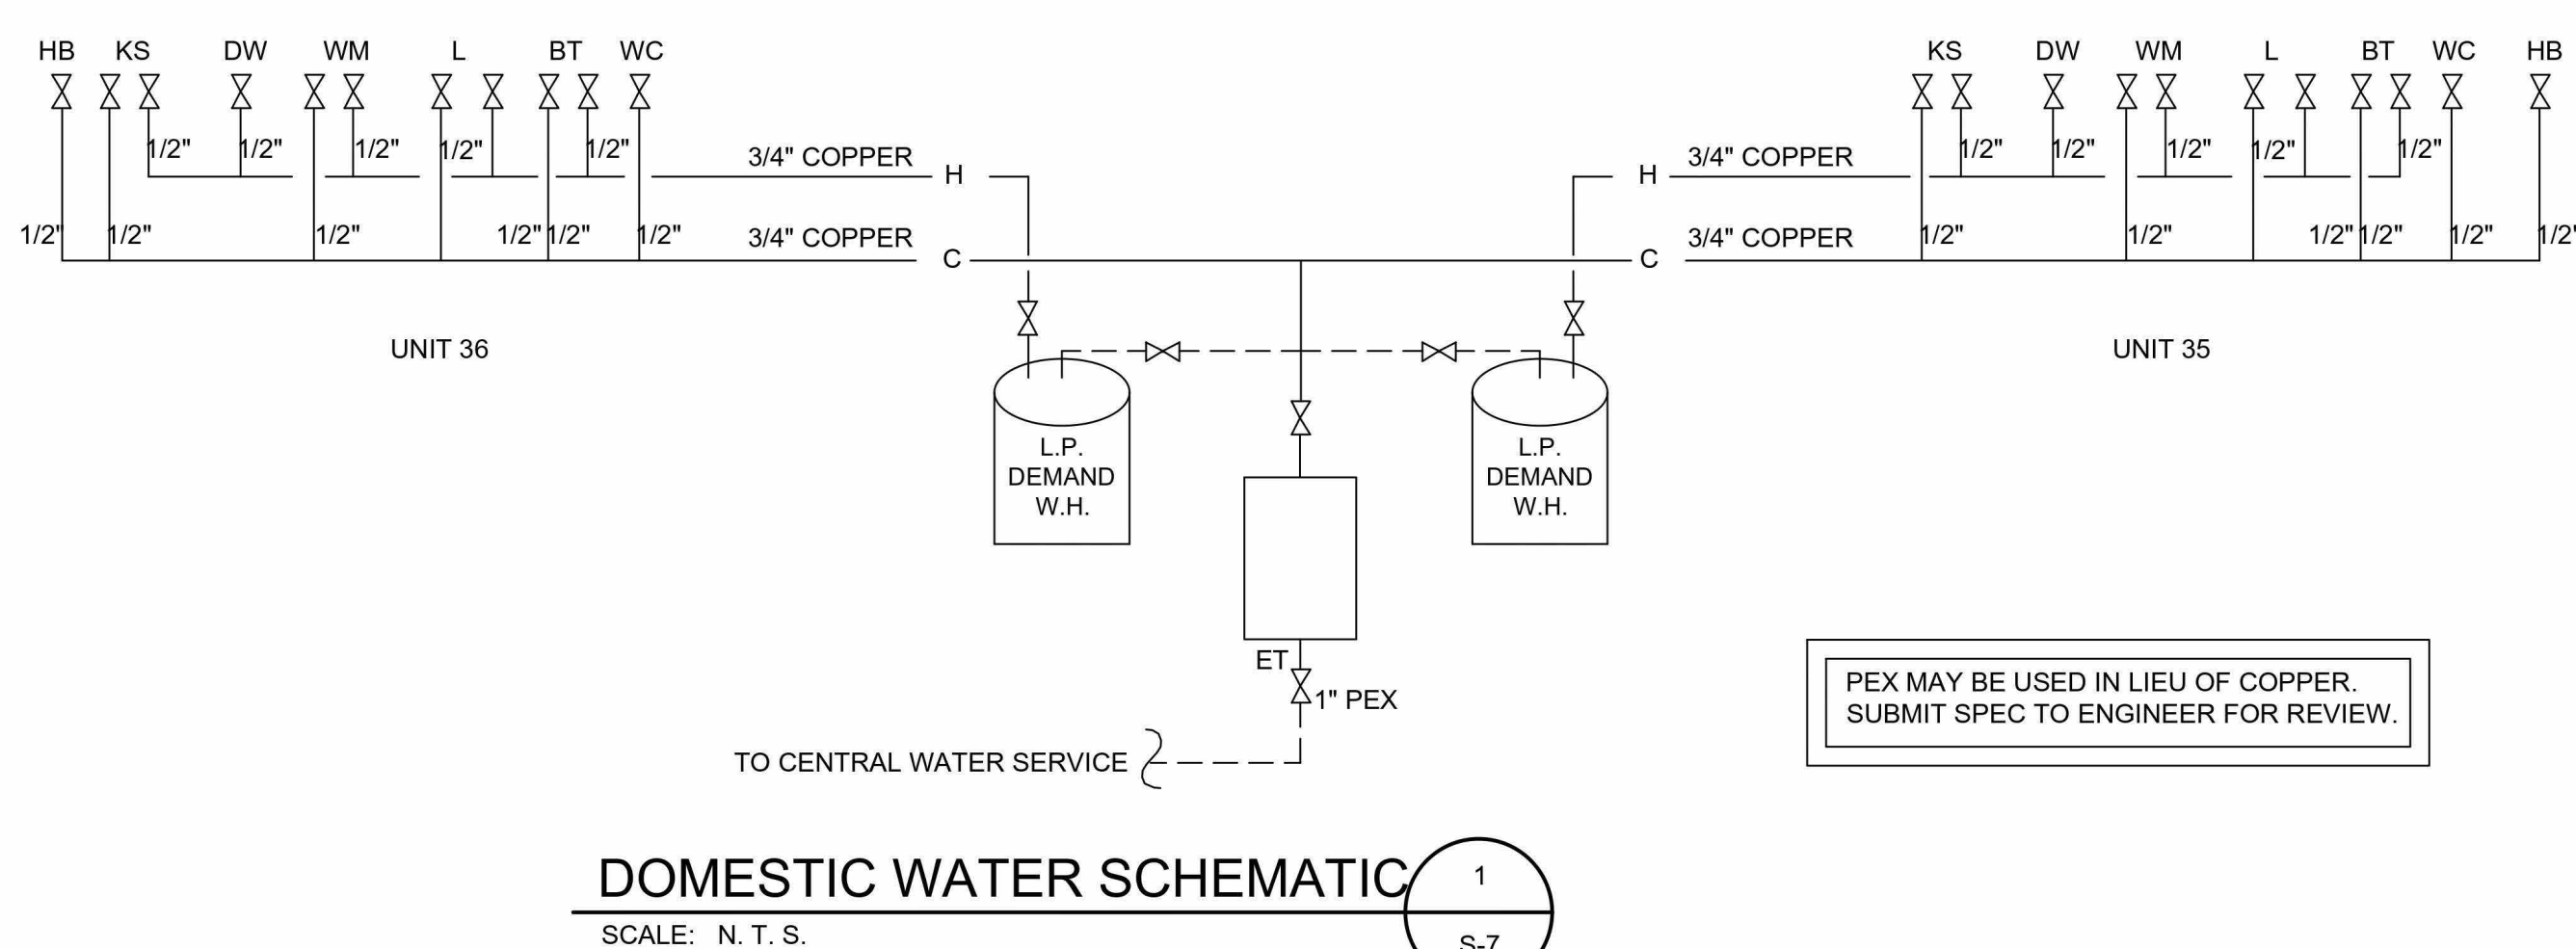 HB KS DW WM L BT WC
KS DW WM L BT WC HB
1/2" 1/2" 1/2" 1/2" 1/2"
3/4" COPPER H
H 3/4" COPPER
1/2" 1/2" 1/2" 1/2" 1/2"
1/2" 1/2" 1/2" 1/2" 1/2" 1/2"
3/4" COPPER C
C 3/4" COPPER
1/2" 1/2" 1/2" 1/2" 1/2" 1/2"
UNIT 36
UNIT 35
L.P.
DEMAND
W.H.
L.P.
DEMAND
W.H.
ET
1" PEX
TO CENTRAL WATER SERVICE
PEX MAY BE USED IN LIEU OF COPPER.
SUBMIT SPEC TO ENGINEER FOR REVIEW.
DOMESTIC WATER SCHEMATIC
1
SCALE: N. T. S.
S-7